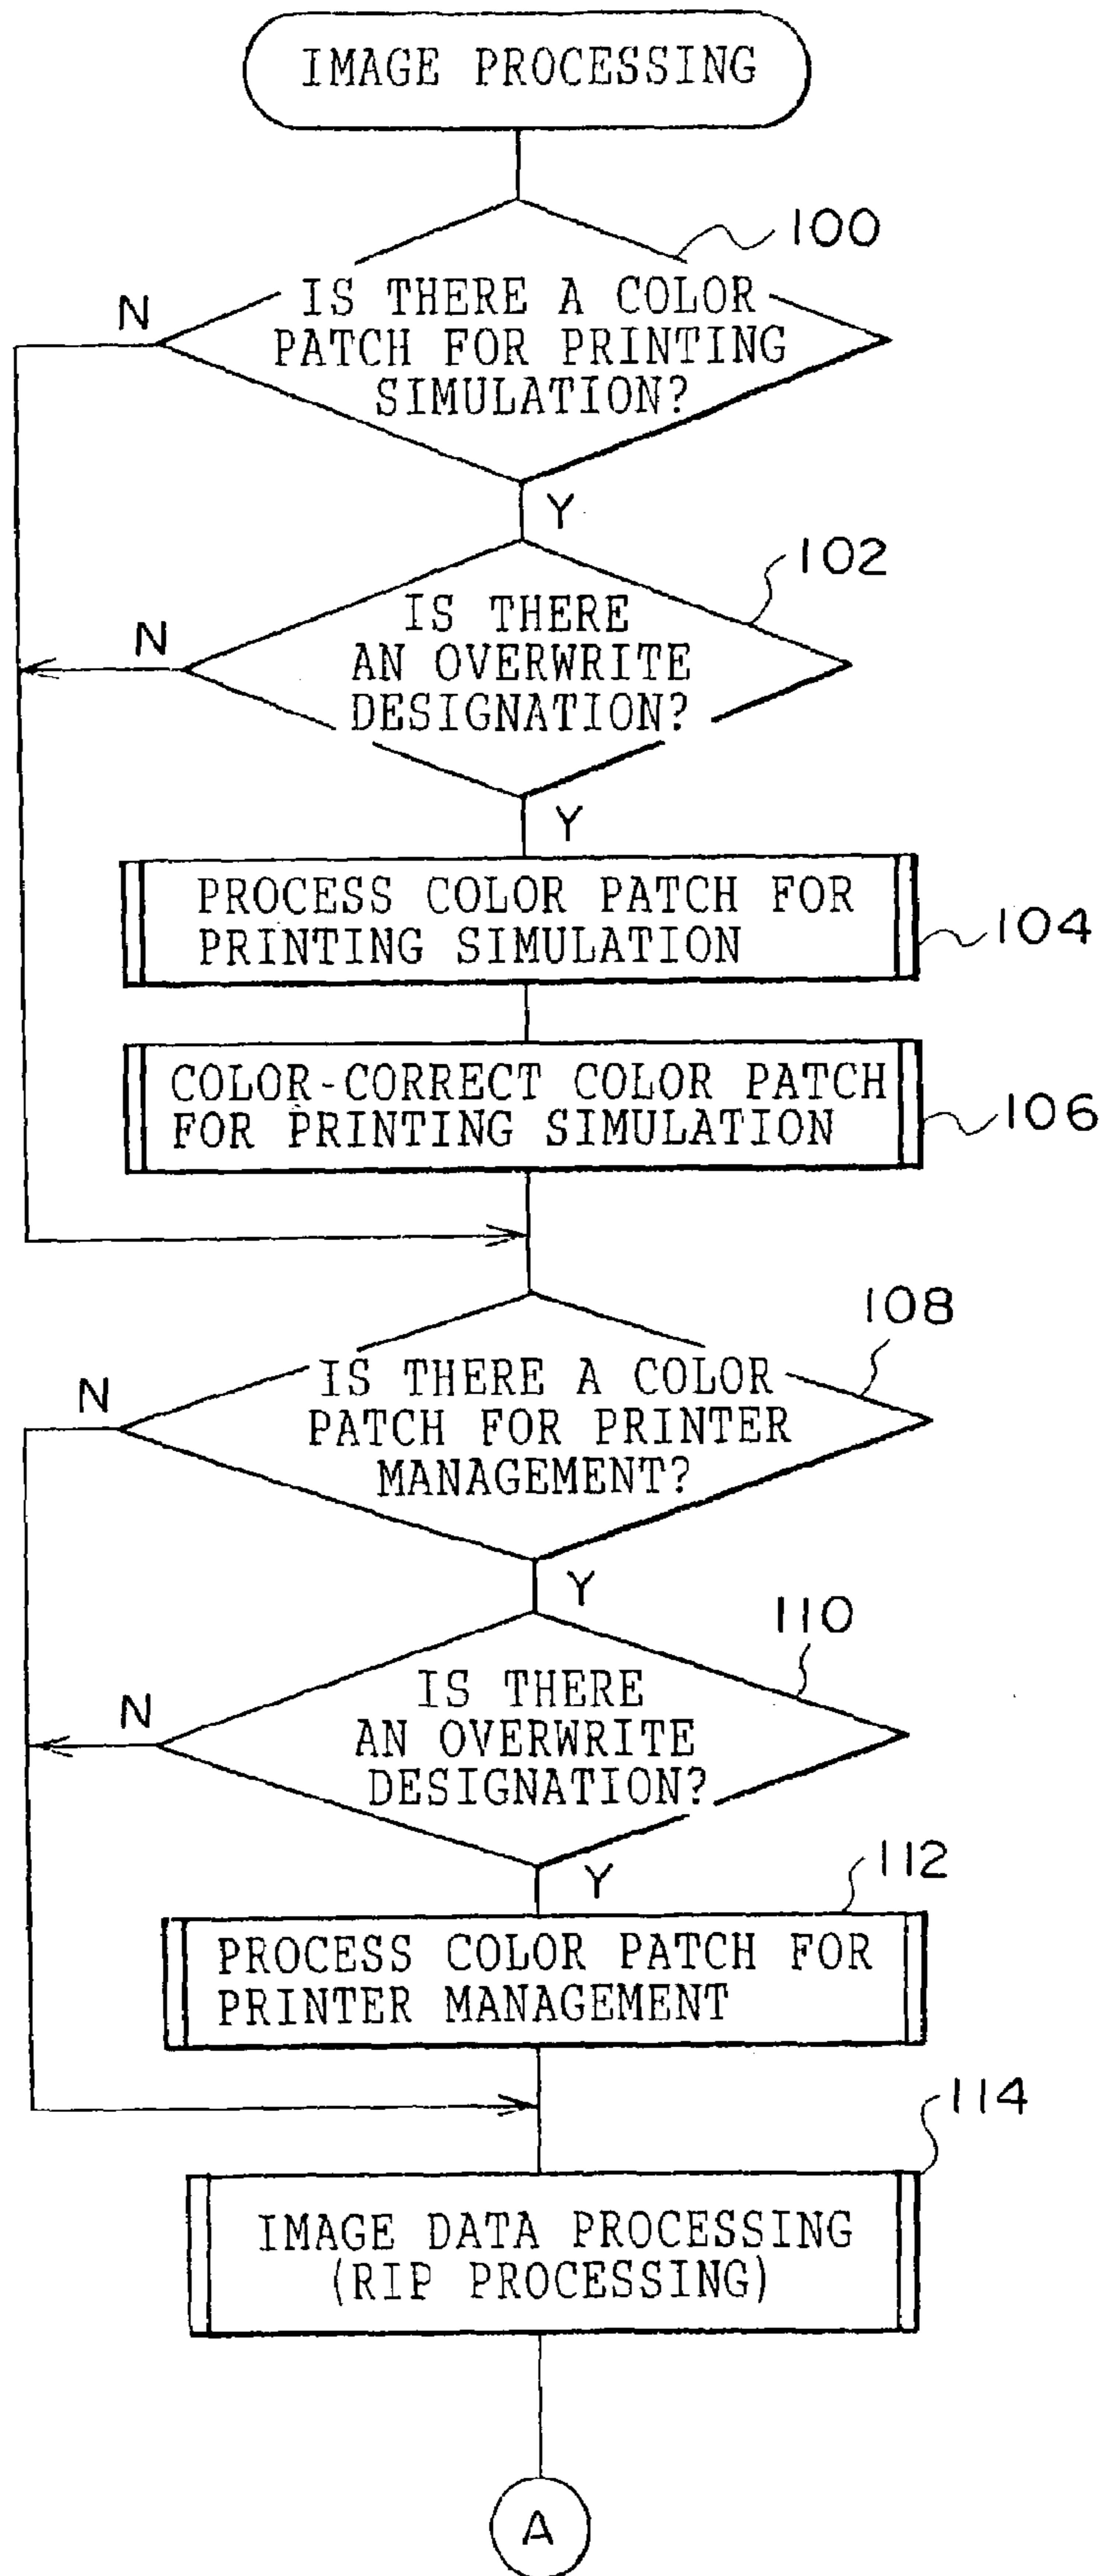 IMAGE PROCESSING
100
IS THERE A COLOR
PATCH FOR PRINTING
SIMULATION?
N
Y
102
IS THERE
AN OVERWRITE
DESIGNATION?
N
Y
PROCESS COLOR PATCH FOR
PRINTING SIMULATION
104
COLOR-CORRECT COLOR PATCH
FOR PRINTING SIMULATION
106
108
IS THERE A COLOR
PATCH FOR PRINTER
MANAGEMENT?
N
Y
110
IS THERE
AN OVERWRITE
DESIGNATION?
N
Y
112
PROCESS COLOR PATCH FOR
PRINTER MANAGEMENT
114
IMAGE DATA PROCESSING
(RIP PROCESSING)
A